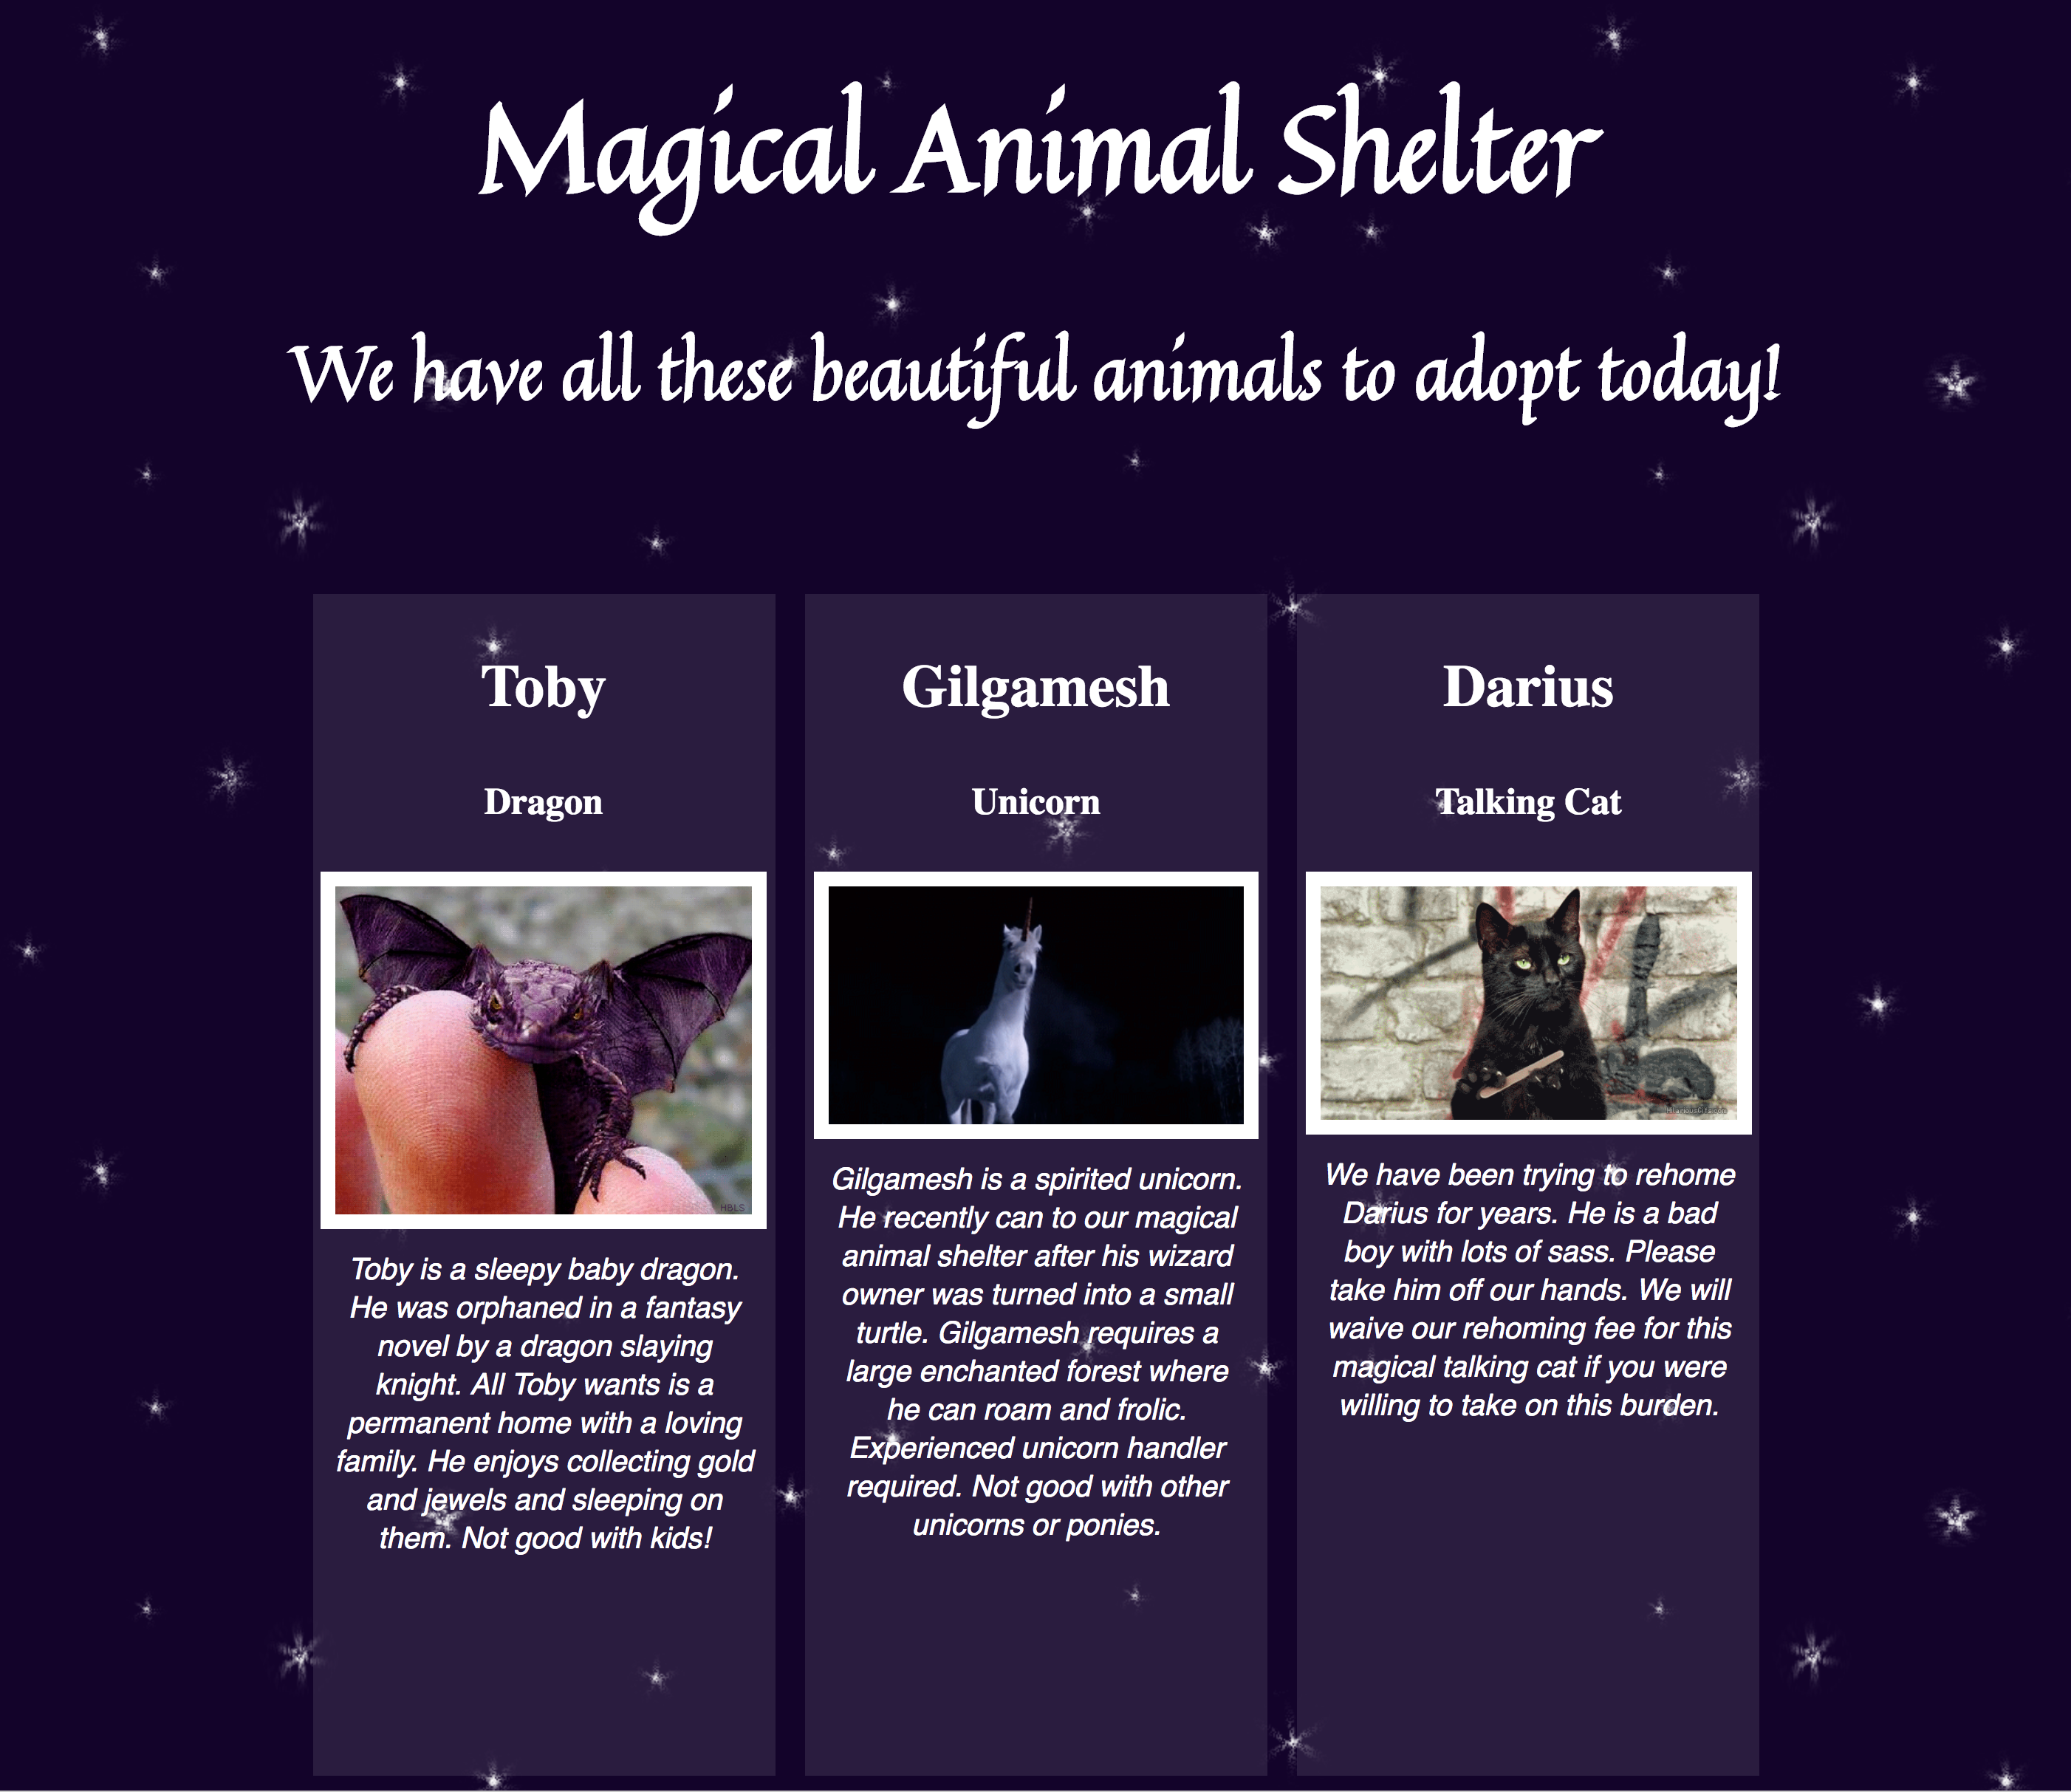 Magical Animal Shelter
We have all these beautiful animals to adopt today!
Toby
Dragon
HBLS
Toby is a sleepy baby dragon.
He was orphaned in a fantasy
novel by a dragon slaying
knight. All Toby wants is a
permanent home with a loving
family. He enjoys collecting gold
and jewels and sleeping on
them. Not good with kids!
Gilgamesh
Unicorn
Gilgamesh is a spirited unicorn.
He recently can to our magical
animal shelter after his wizard
owner was turned into a small
turtle. Gilgamesh requires a
large enchanted forest where
he can roam and frolic.
Experienced unicorn handler
required. Not good with other
unicorns or ponies.
Darius
Talking Cat
We have been trying to rehome
Darius for years. He is a bad
boy with lots of sass. Please
take him off our hands. We will
waive our rehoming fee for this
magical talking cat if you were
willing to take on this burden.